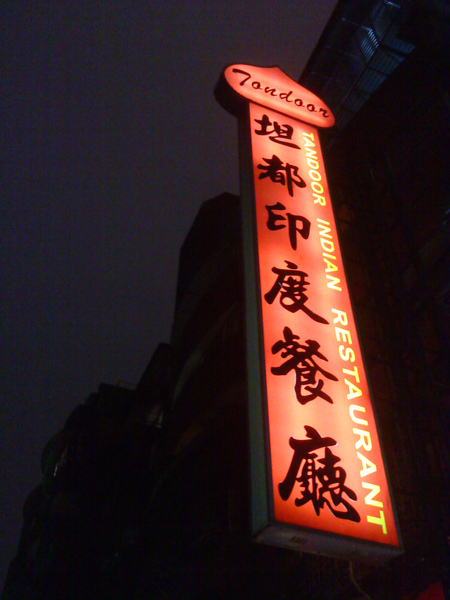 Tandoor
坦都印度餐廳
TANDOOR INDIAN RESTAURANT